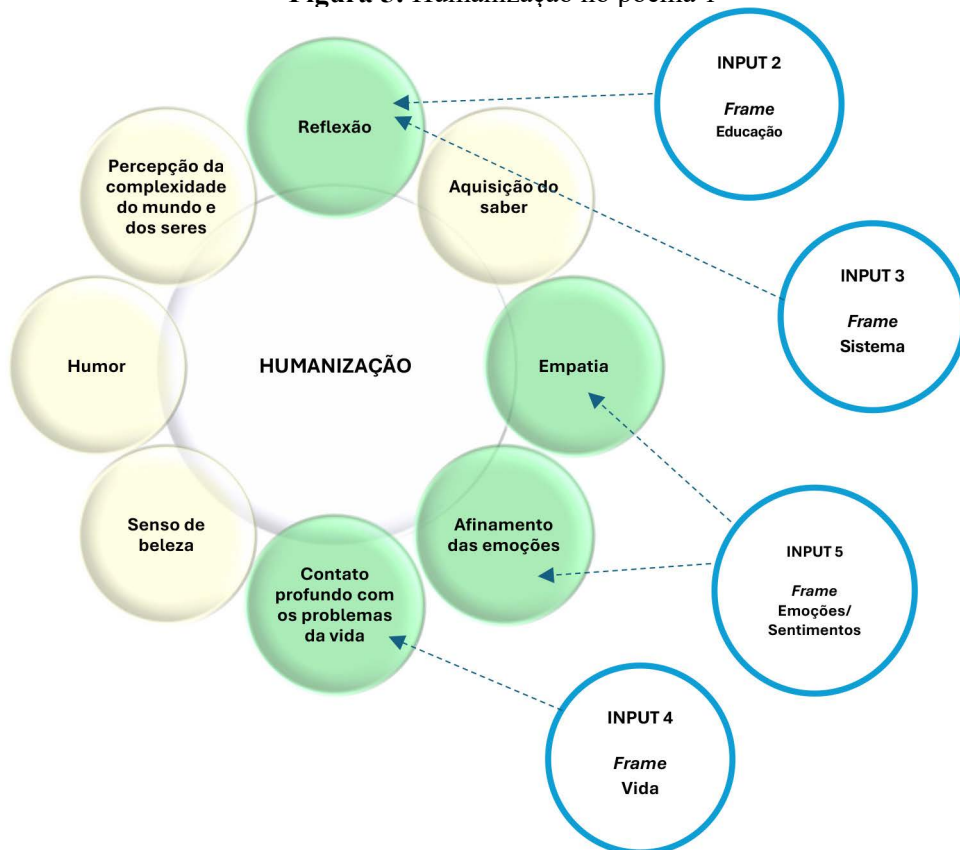 Figura 3. Humanização no poema 1
INPUT 2
Frame
Educação
Reflexão
Percepção da
complexidade
do mundo e
dos seres
Aquisição do
saber
INPUT 3
Frame
Sistema
Humor
HUMANIZAÇÃO
Empatia
Senso de
beleza
Afinamento
das emoções
INPUT 5
Frame
Emoções/
Sentimentos
Contato
profundo com
os problemas
da vida
INPUT 4
Frame
Vida